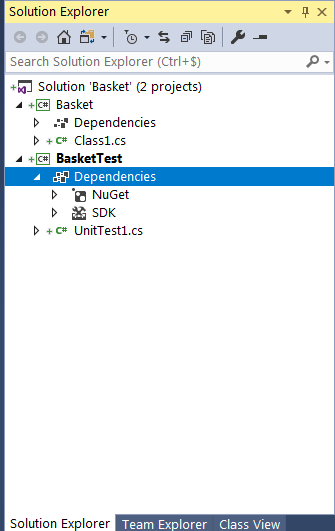 Solution Explorer
Search Solution Explorer (Ctrl+$)
Solution 'Basket' (2 projects)
C# Basket
Dependencies
C# Class1.cs
C# BasketTest
Dependencies
NuGet
SDK
C# UnitTest1.cs
Solution Explorer Team Explorer Class View